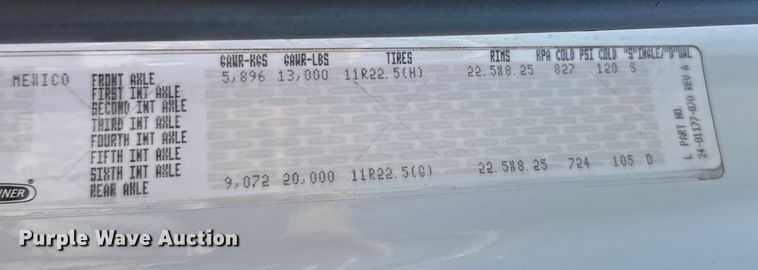 GAWR-KGS GAWR-LBS TIRES RIMS KPA COLD PSI COLD "S"INGLE/"D"UAL
MEXICO FRONT AXLE 5,896 13,000 11R22.5(H) 22.5X8.25 827 120 S
FIRST INT AXLE
SECOND INT AXLE
THIRD INT AXLE
FOURTH INT AXLE
FIFTH INT AXLE
SIXTH INT AXLE
REAR AXLE 9,072 20,000 11R22.5(G) 22.5X8.25 724 105 D
L PART NO.
24-01177-070 REV A
INER
Purple Wave Auction